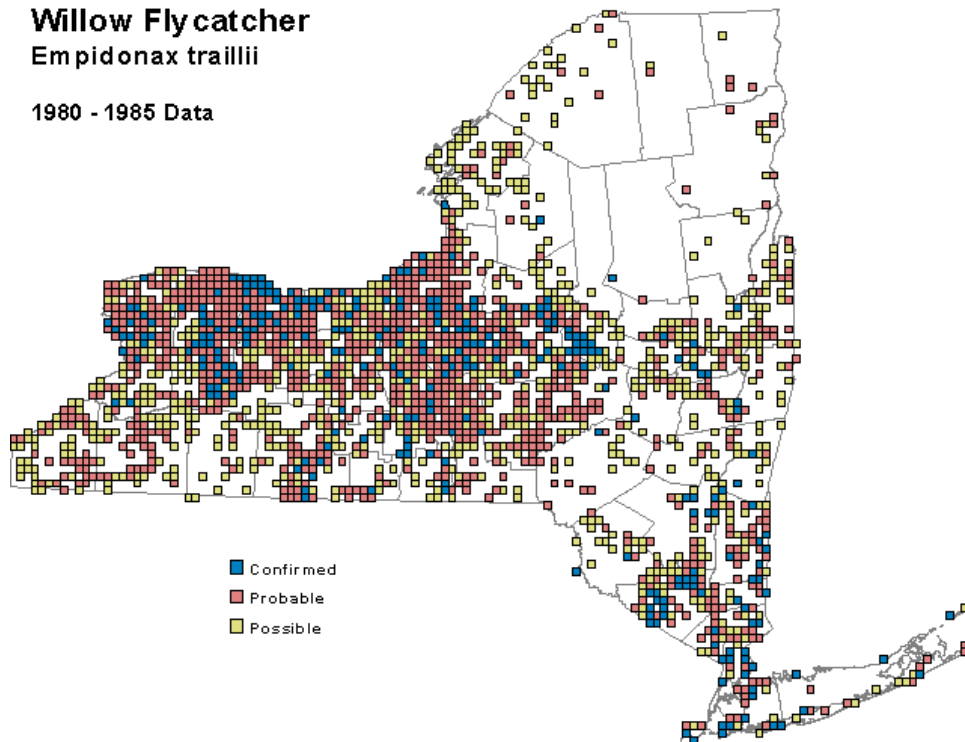 Willow Flycatcher
Empidonax traillii
1980 - 1985 Data
Confirmed
Probable
Possible